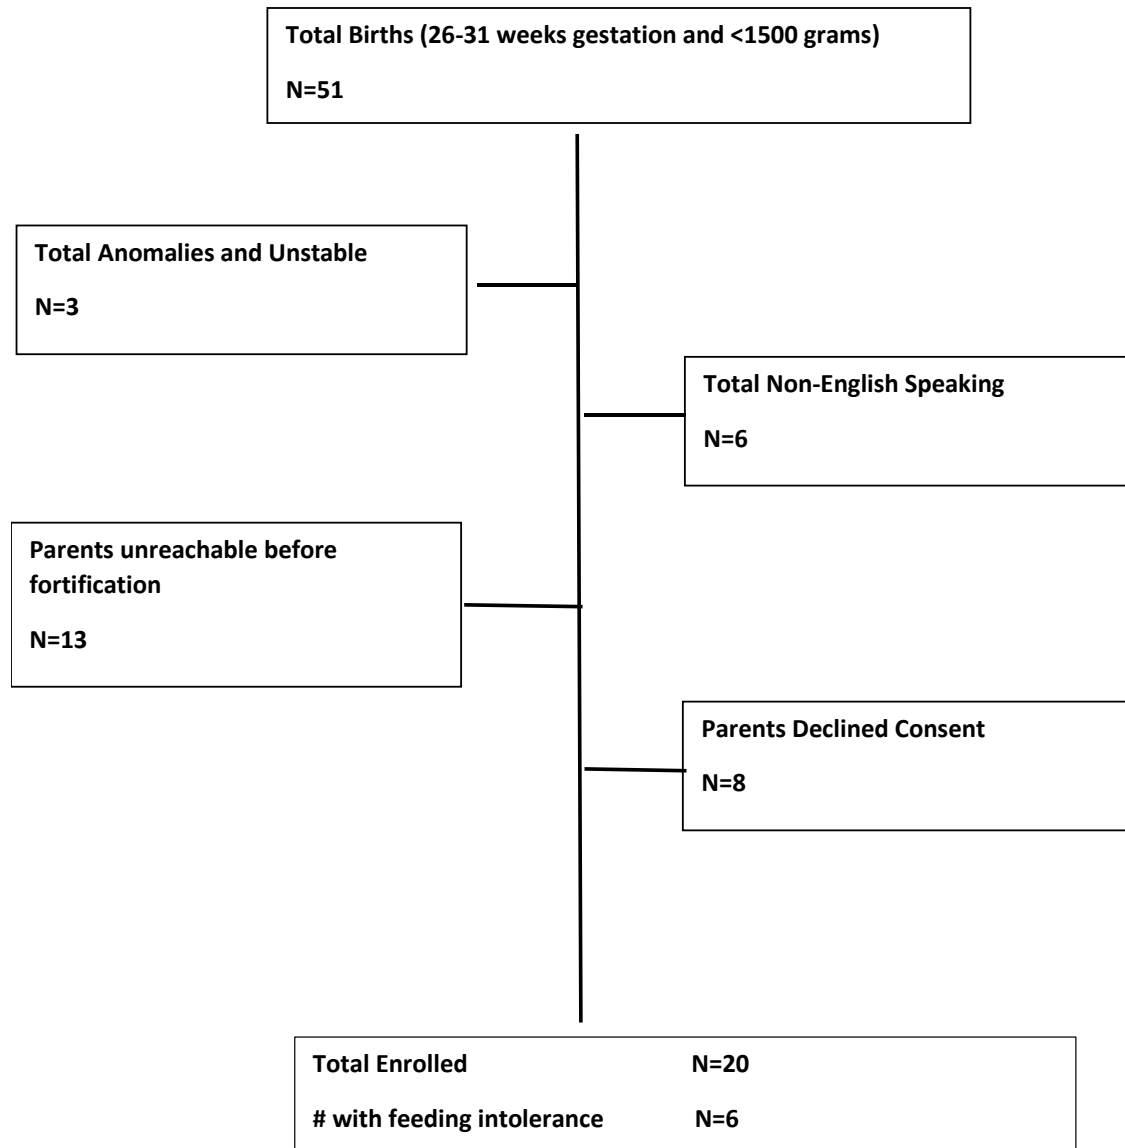 Total Births (26-31 weeks gestation and <1500 grams)
N=51
Total Anomalies and Unstable
N=3
Total Non-English Speaking
N=6
Parents unreachable before
fortification
N=13
Parents Declined Consent
N=8
Total Enrolled N=20
# with feeding intolerance N=6